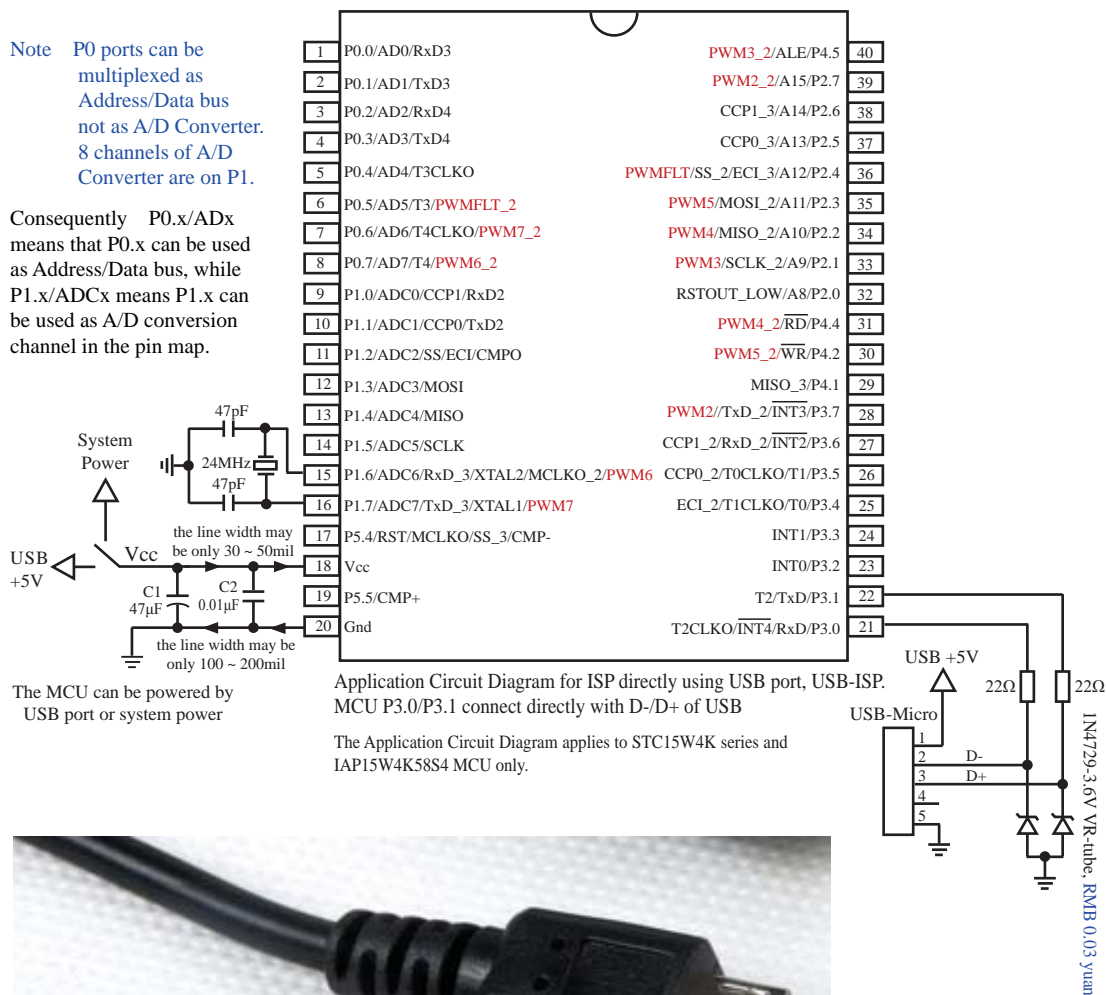 Note P0 ports can be
multiplexed as
Address/Data bus
not as A/D Converter.
8 channels of A/D
Converter are on P1.
Consequently P0.x/ADx
means that P0.x can be used
as Address/Data bus, while
P1.x/ADCx means P1.x can
be used as A/D conversion
channel in the pin map.
1 P0.0/AD0/RxD3
2 P0.1/AD1/TxD3
3 P0.2/AD2/RxD4
4 P0.3/AD3/TxD4
5 P0.4/AD4/T3CLKO
6 P0.5/AD5/T3/PWMFLT_2
7 P0.6/AD6/T4CLKO/PWM7_2
8 P0.7/AD7/T4/PWM6_2
9 P1.0/ADC0/CCP1/RxD2
10 P1.1/ADC1/CCP0/TxD2
11 P1.2/ADC2/SS/ECI/CMPO
12 P1.3/ADC3/MOSI
13 P1.4/ADC4/MISO
14 P1.5/ADC5/SCLK
15 P1.6/ADC6/RxD_3/XTAL2/MCLKO_2/PWM6
16 P1.7/ADC7/TxD_3/XTAL1/PWM7
17 P5.4/RST/MCLKO/SS_3/CMP-
18 Vcc
19 P5.5/CMP+
20 Gnd
PWM3_2/ALE/P4.5 40
PWM2_2/A15/P2.7 39
CCP1_3/A14/P2.6 38
CCP0_3/A13/P2.5 37
PWMFLT/SS_2/ECI_3/A12/P2.4 36
PWM5/MOSI_2/A11/P2.3 35
PWM4/MISO_2/A10/P2.2 34
PWM3/SCLK_2/A9/P2.1 33
RSTOUT_LOW/A8/P2.0 32
PWM4_2/RD/P4.4 31
PWM5_2/WR/P4.2 30
MISO_3/P4.1 29
PWM2//TxD_2/INT3/P3.7 28
CCP1_2/RxD_2/INT2/P3.6 27
CCP0_2/T0CLKO/T1/P3.5 26
ECI_2/T1CLKO/T0/P3.4 25
INT1/P3.3 24
INT0/P3.2 23
T2/TxD/P3.1 22
T2CLKO/INT4/RxD/P3.0 21
47pF
24MHz
47pF
System
Power
USB
+5V
Vcc
the line width may
be only 30 ~ 50mil
C1
47μF
C2
0.01μF
the line width may be
only 100 ~ 200mil
The MCU can be powered by
USB port or system power
Application Circuit Diagram for ISP directly using USB port, USB-ISP.
MCU P3.0/P3.1 connect directly with D-/D+ of USB
The Application Circuit Diagram applies to STC15W4K series and
IAP15W4K58S4 MCU only.
USB +5V
22Ω
22Ω
USB-Micro
1
2 D-
3 D+
4
5
1N4729-3.6V VR-tube, RMB 0.03 yuan